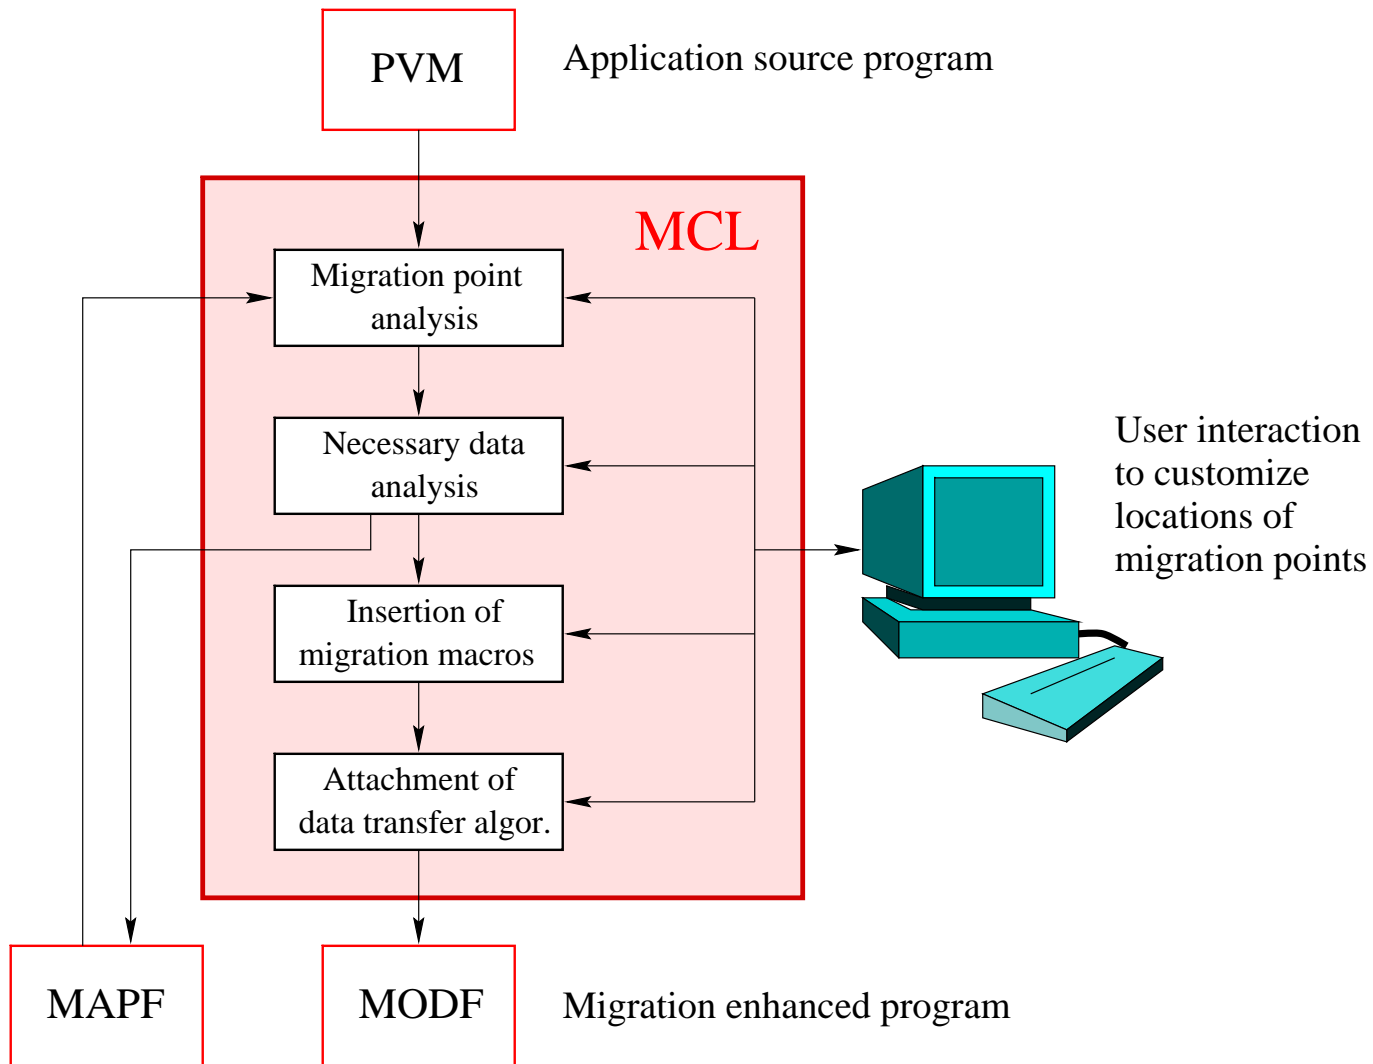 PVM
Application source program
MCL
Migration point
analysis
Necessary data
analysis
Insertion of
migration macros
Attachment of
data transfer algor.
User interaction
to customize
locations of
migration points
MAPF
MODF
Migration enhanced program